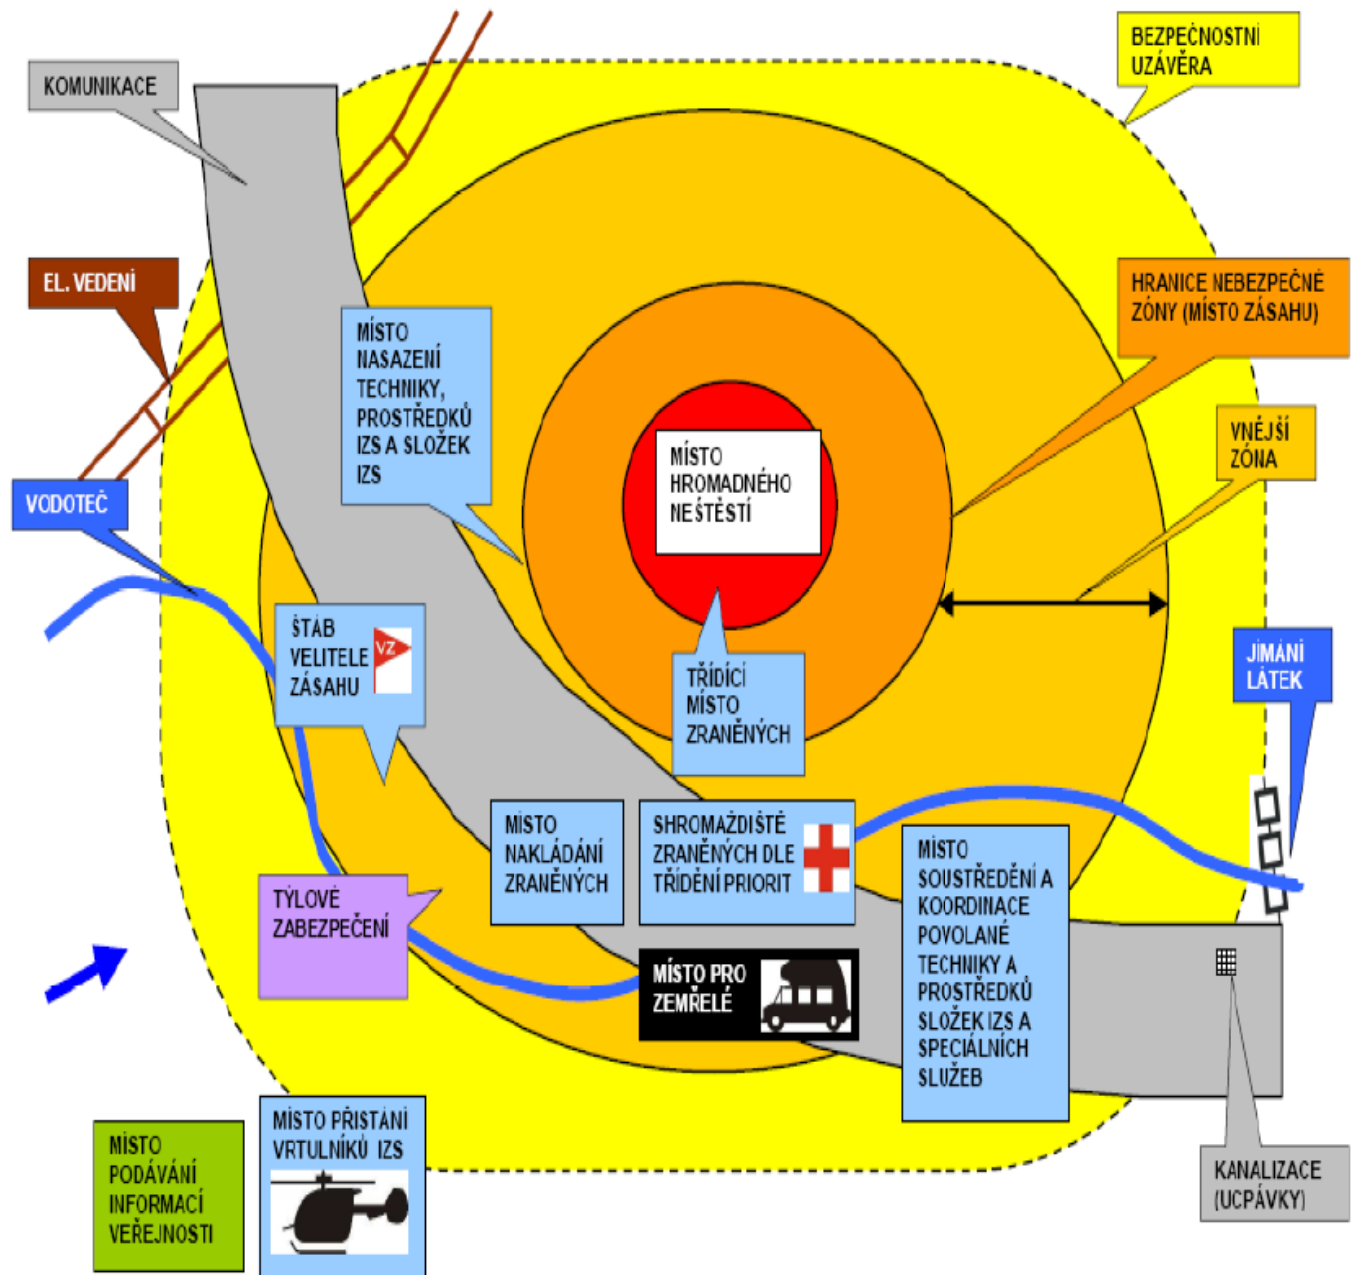 BEZPEČNOSTNÍ
UZÁVĚRA
KOMUNIKACE
EL. VEDENÍ
HRANICE NEBEZPEČNÉ
ZÓNY (MÍSTO ZÁSAHU)
MÍSTO
NASAZENÍ
TECHNIKY,
PROSTŘEDKŮ
IZS A SLOŽEK
IZS
VNĚJŠÍ
ZÓNA
MÍSTO
HROMADNÉHO
NEŠTĚSTÍ
VODOTEČ
ŠTÁB
VELITELE
ZÁSAHU
VZ
TŘÍDÍCÍ
MÍSTO
ZRANĚNÝCH
JÍMÁNÍ
LÁTEK
MÍSTO
NAKLÁDÁNÍ
ZRANĚNÝCH
SHROMAŽDIŠTĚ
ZRANĚNÝCH DLE
TŘÍDĚNÍ PRIORIT
MÍSTO
SOUSTŘEDĚNÍ A
KOORDINACE
POVOLANÉ
TECHNIKY A
PROSTŘEDKŮ
SLOŽEK IZS A
SPECIÁLNÍCH
SLUŽEB
TÝLOVÉ
ZABEZPEČENÍ
MÍSTO PRO
ZEMŘELÉ
MÍSTO
PODÁVÁNÍ
INFORMACÍ
VEŘEJNOSTI
MÍSTO PŘISTÁNÍ
VRTULNÍKŮ IZS
KANALIZACE
(UCPÁVKY)